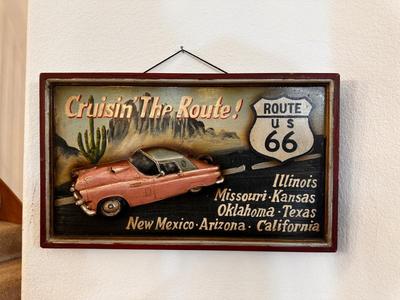 Cruisin' The Route!
ROUTE
US
66
Illinois
Missouri · Kansas
Oklahoma · Texas
New Mexico · Arizona · California